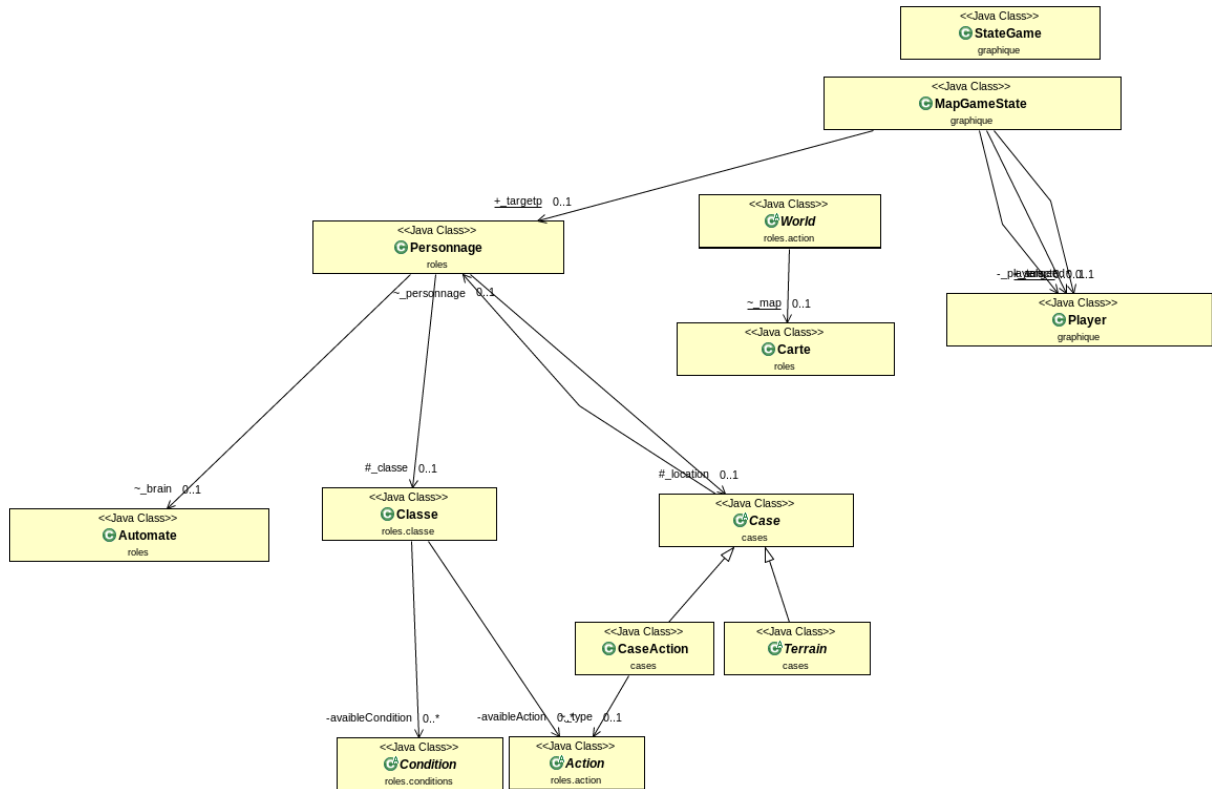 <<Java Class>>
StateGame
graphique
<<Java Class>>
MapGameState
graphique
+_targetp 0..1
<<Java Class>>
World
roles.action
<<Java Class>>
Personnage
roles
~_personnage 0..1
~_map 0..1
0..1
<<Java Class>>
Player
graphique
<<Java Class>>
Carte
roles
#_classe 0..1
#_location 0..1
~_brain 0..1
<<Java Class>>
Classe
roles.classe
<<Java Class>>
Case
cases
<<Java Class>>
Automate
roles
<<Java Class>>
CaseAction
cases
<<Java Class>>
Terrain
cases
-avaibleCondition 0..*
-avaibleAction 0..* ~_type 0..1
<<Java Class>>
Condition
roles.conditions
<<Java Class>>
Action
roles.action